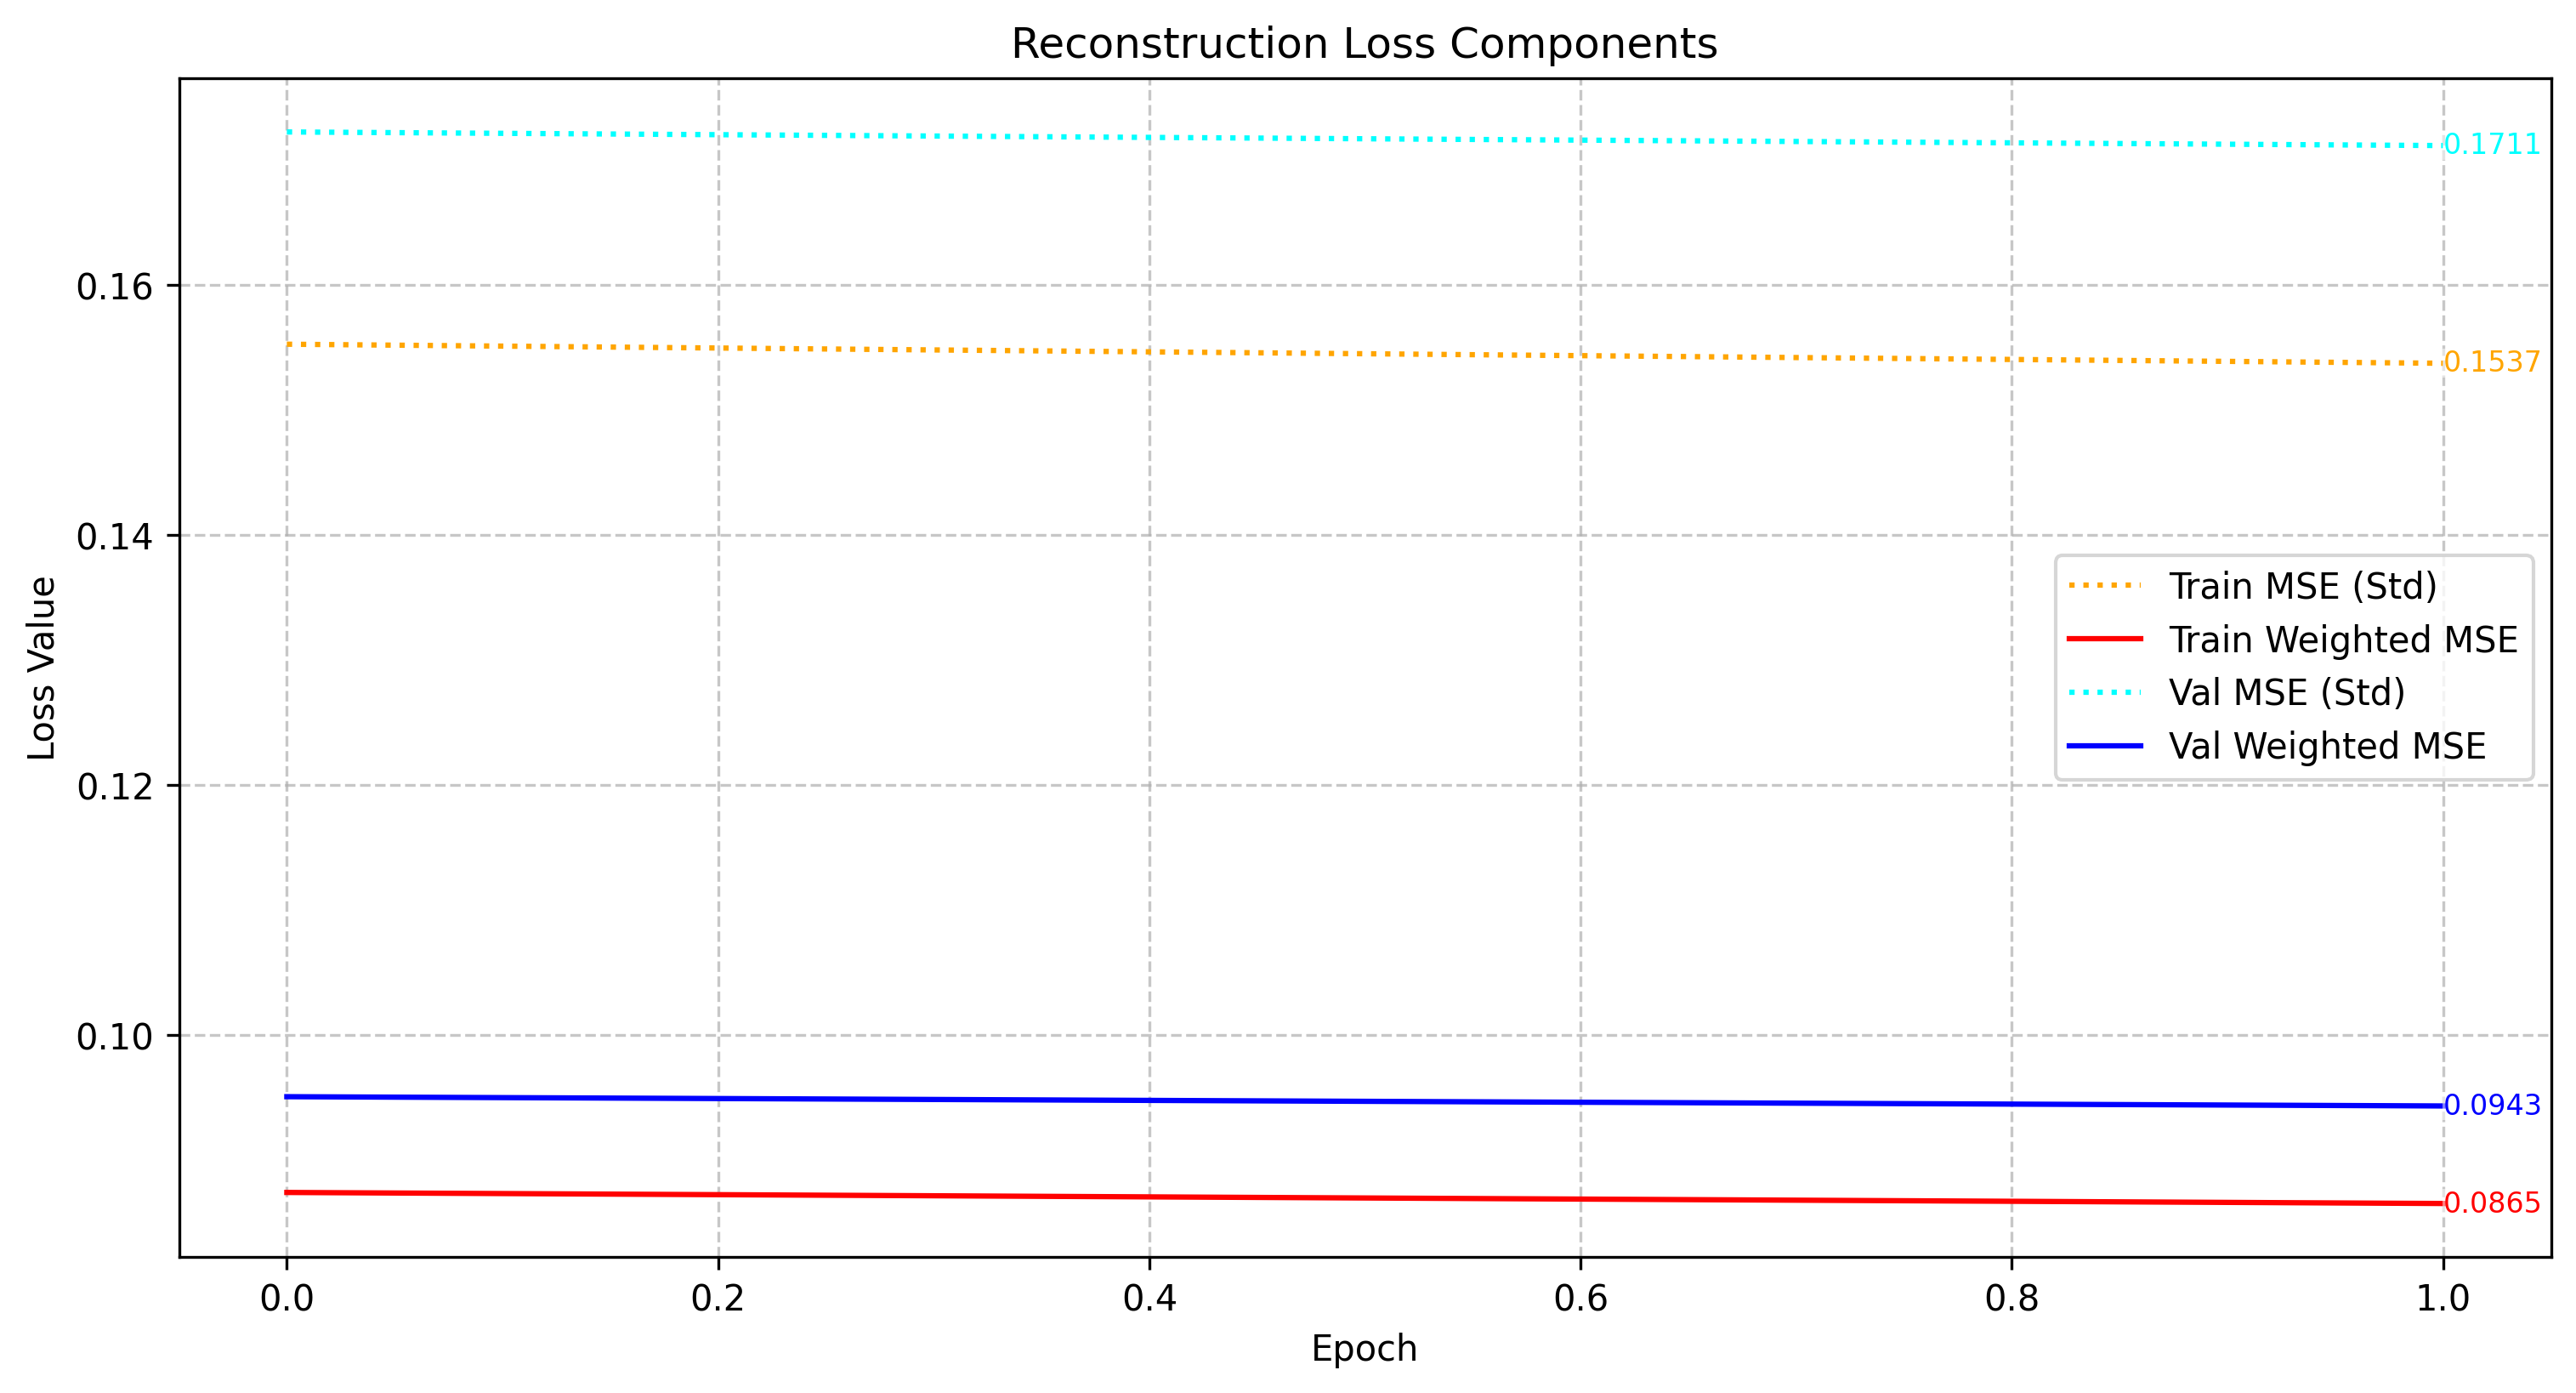 Reconstruction Loss Components
0.1711
0.16
0.1537
0.14
Train MSE (Std)
Train Weighted MSE
Val MSE (Std)
Val Weighted MSE
Loss Value
0.12
0.10
0.0943
0.0865
0.0 0.2 0.4 0.6 0.8 1.0
Epoch